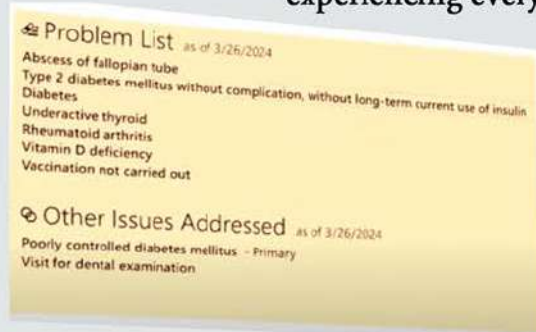 experiencing every
Problem List as of 3/26/2024
Abscess of fallopian tube
Type 2 diabetes mellitus without complication, without long-term current use of insulin
Diabetes
Underactive thyroid
Rheumatoid arthritis
Vitamin D deficiency
Vaccination not carried out
Other Issues Addressed as of 3/26/2024
Poorly controlled diabetes mellitus - Primary
Visit for dental examination